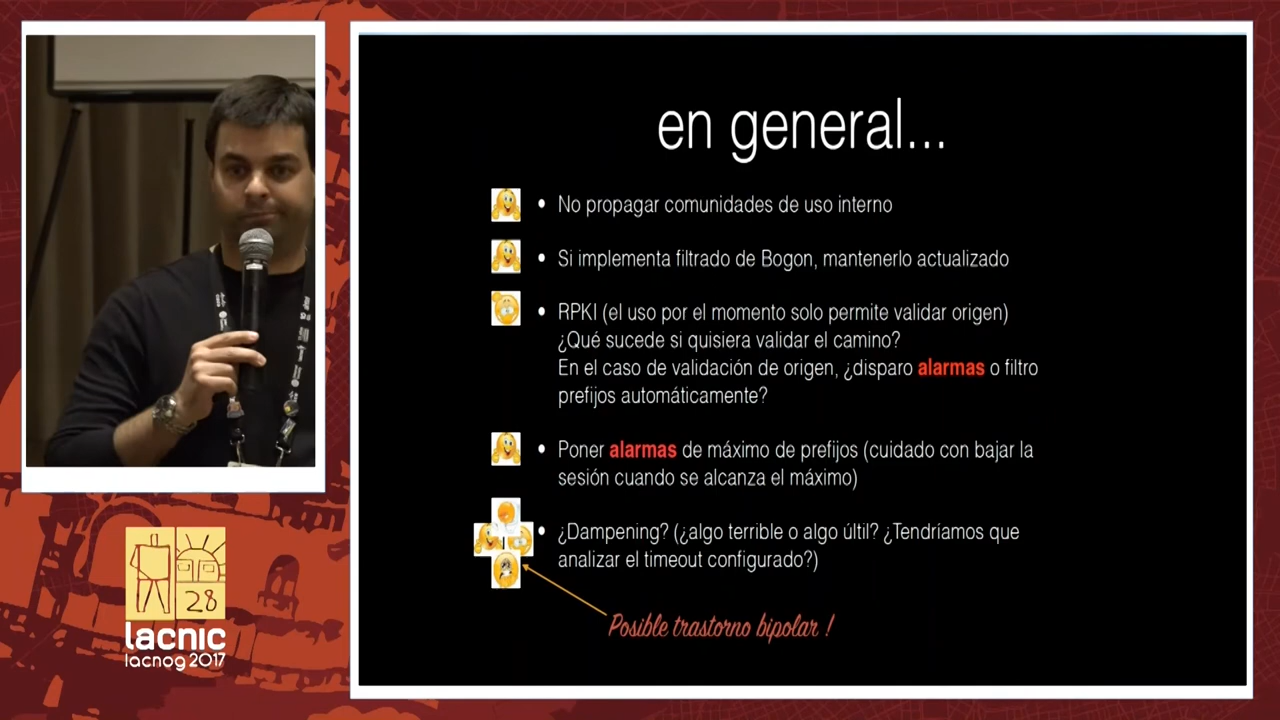 en general...
• No propagar comunidades de uso interno
• Si implementa filtrado de Bogon, mantenerlo actualizado
• RPKI (el uso por el momento solo permite validar origen)
¿Qué sucede si quisiera validar el camino?
En el caso de validación de origen, ¿disparo alarmas o filtro
prefijos automáticamente?
• Poner alarmas de máximo de prefijos (cuidado con bajar la
sesión cuando se alcanza el máximo)
• ¿Dampening? (¿algo terrible o algo últil? ¿Tendríamos que
analizar el timeout configurado?)
Posible trastorno bipolar !
28
lacnic
lacnog 2017